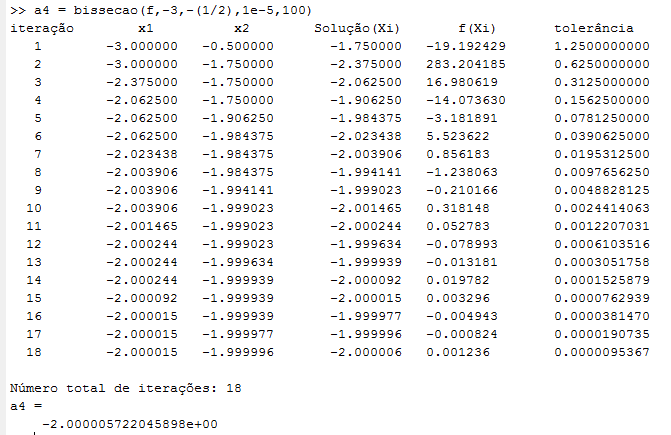 >> a4 = bissecao(f,-3,-(1/2),1e-5,100)
iteração x1 x2 Solução(Xi) f(Xi) tolerância
1 -3.000000 -0.500000 -1.750000 -19.192429 1.2500000000
2 -3.000000 -1.750000 -2.375000 283.204185 0.6250000000
3 -2.375000 -1.750000 -2.062500 16.980619 0.3125000000
4 -2.062500 -1.750000 -1.906250 -14.073630 0.1562500000
5 -2.062500 -1.906250 -1.984375 -3.181891 0.0781250000
6 -2.062500 -1.984375 -2.023438 5.523622 0.0390625000
7 -2.023438 -1.984375 -2.003906 0.856183 0.0195312500
8 -2.003906 -1.984375 -1.994141 -1.238063 0.0097656250
9 -2.003906 -1.994141 -1.999023 -0.210166 0.0048828125
10 -2.003906 -1.999023 -2.001465 0.318148 0.0024414063
11 -2.001465 -1.999023 -2.000244 0.052783 0.0012207031
12 -2.000244 -1.999023 -1.999634 -0.078993 0.0006103516
13 -2.000244 -1.999634 -1.999939 -0.013181 0.0003051758
14 -2.000244 -1.999939 -2.000092 0.019782 0.0001525879
15 -2.000092 -1.999939 -2.000015 0.003296 0.0000762939
16 -2.000015 -1.999939 -1.999977 -0.004943 0.0000381470
17 -2.000015 -1.999977 -1.999996 -0.000824 0.0000190735
18 -2.000015 -1.999996 -2.000006 0.001236 0.0000095367
Número total de iterações: 18
a4 =
-2.000005722045898e+00